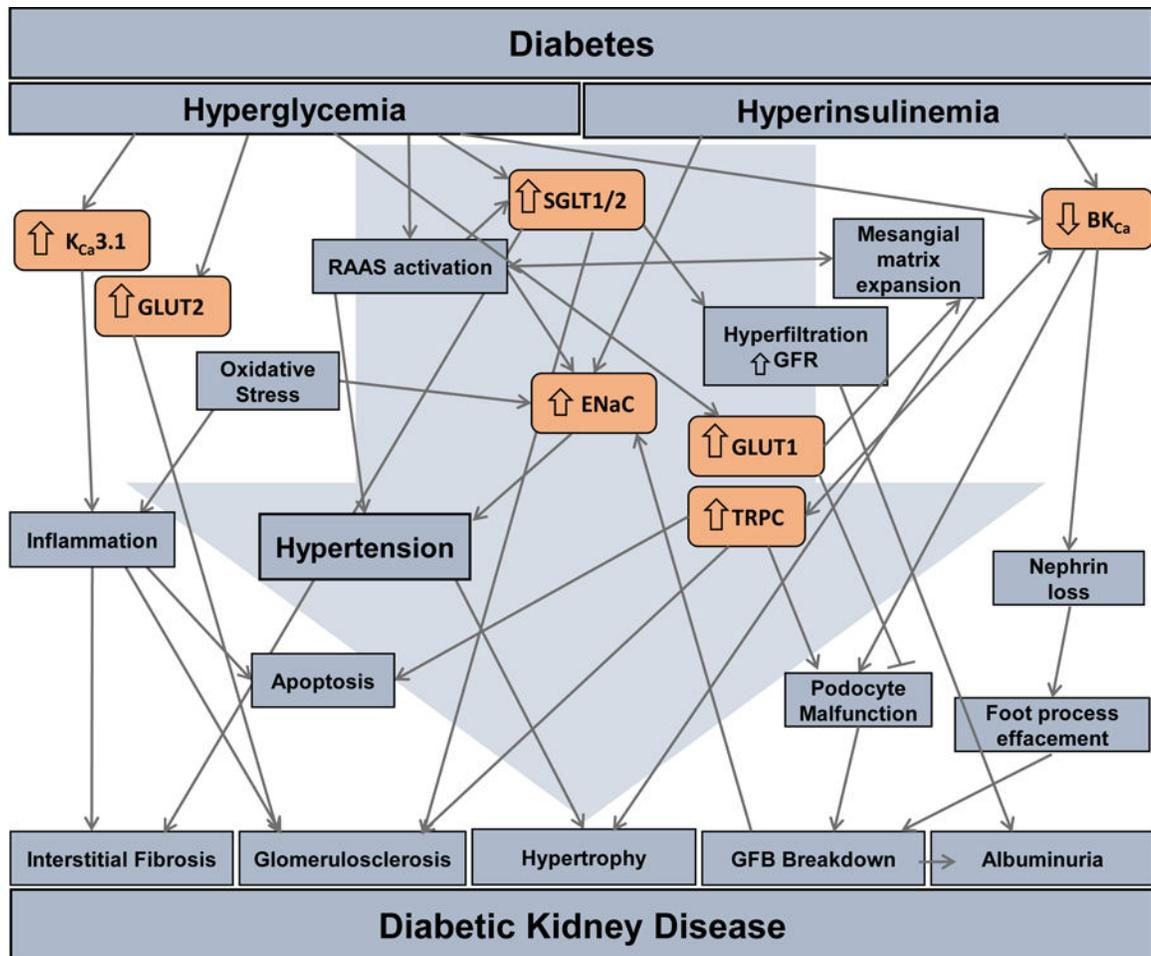 Diabetes
Hyperglycemia
Hyperinsulinemia
⇧ SGLT1/2
⇧ K_Ca3.1
⇩ BK_Ca
RAAS activation
Mesangial
matrix
expansion
⇧ GLUT2
Hyperfiltration
⇧ GFR
Oxidative
Stress
⇧ ENaC
⇧ GLUT1
⇧ TRPC
Inflammation
Hypertension
Nephrin
loss
Apoptosis
Podocyte
Malfunction
Foot process
effacement
Interstitial Fibrosis
Glomerulosclerosis
Hypertrophy
GFB Breakdown
Albuminuria
Diabetic Kidney Disease